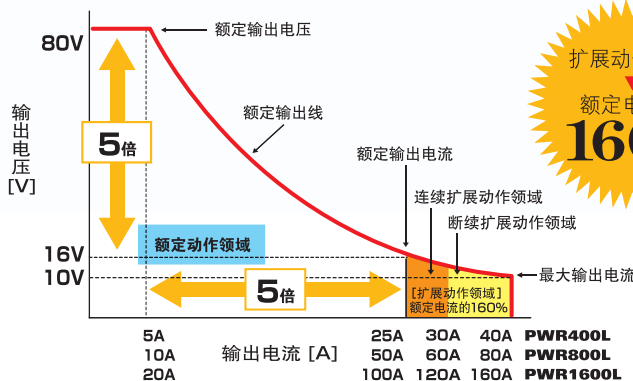 额定输出电压
80V
扩展动
额定输出线
额定
输出电压
[V]
5倍
16
额定输出电流
连续扩展动作领域
断续扩展动作领域
额定动作领域
16V
10V
最大输出电流
5倍
[扩展动作领域]
额定电流的160%
5A 25A 30A 40A PWR400L
10A 输出电流 [A] 50A 60A 80A PWR800L
20A 100A 120A 160A PWR1600L